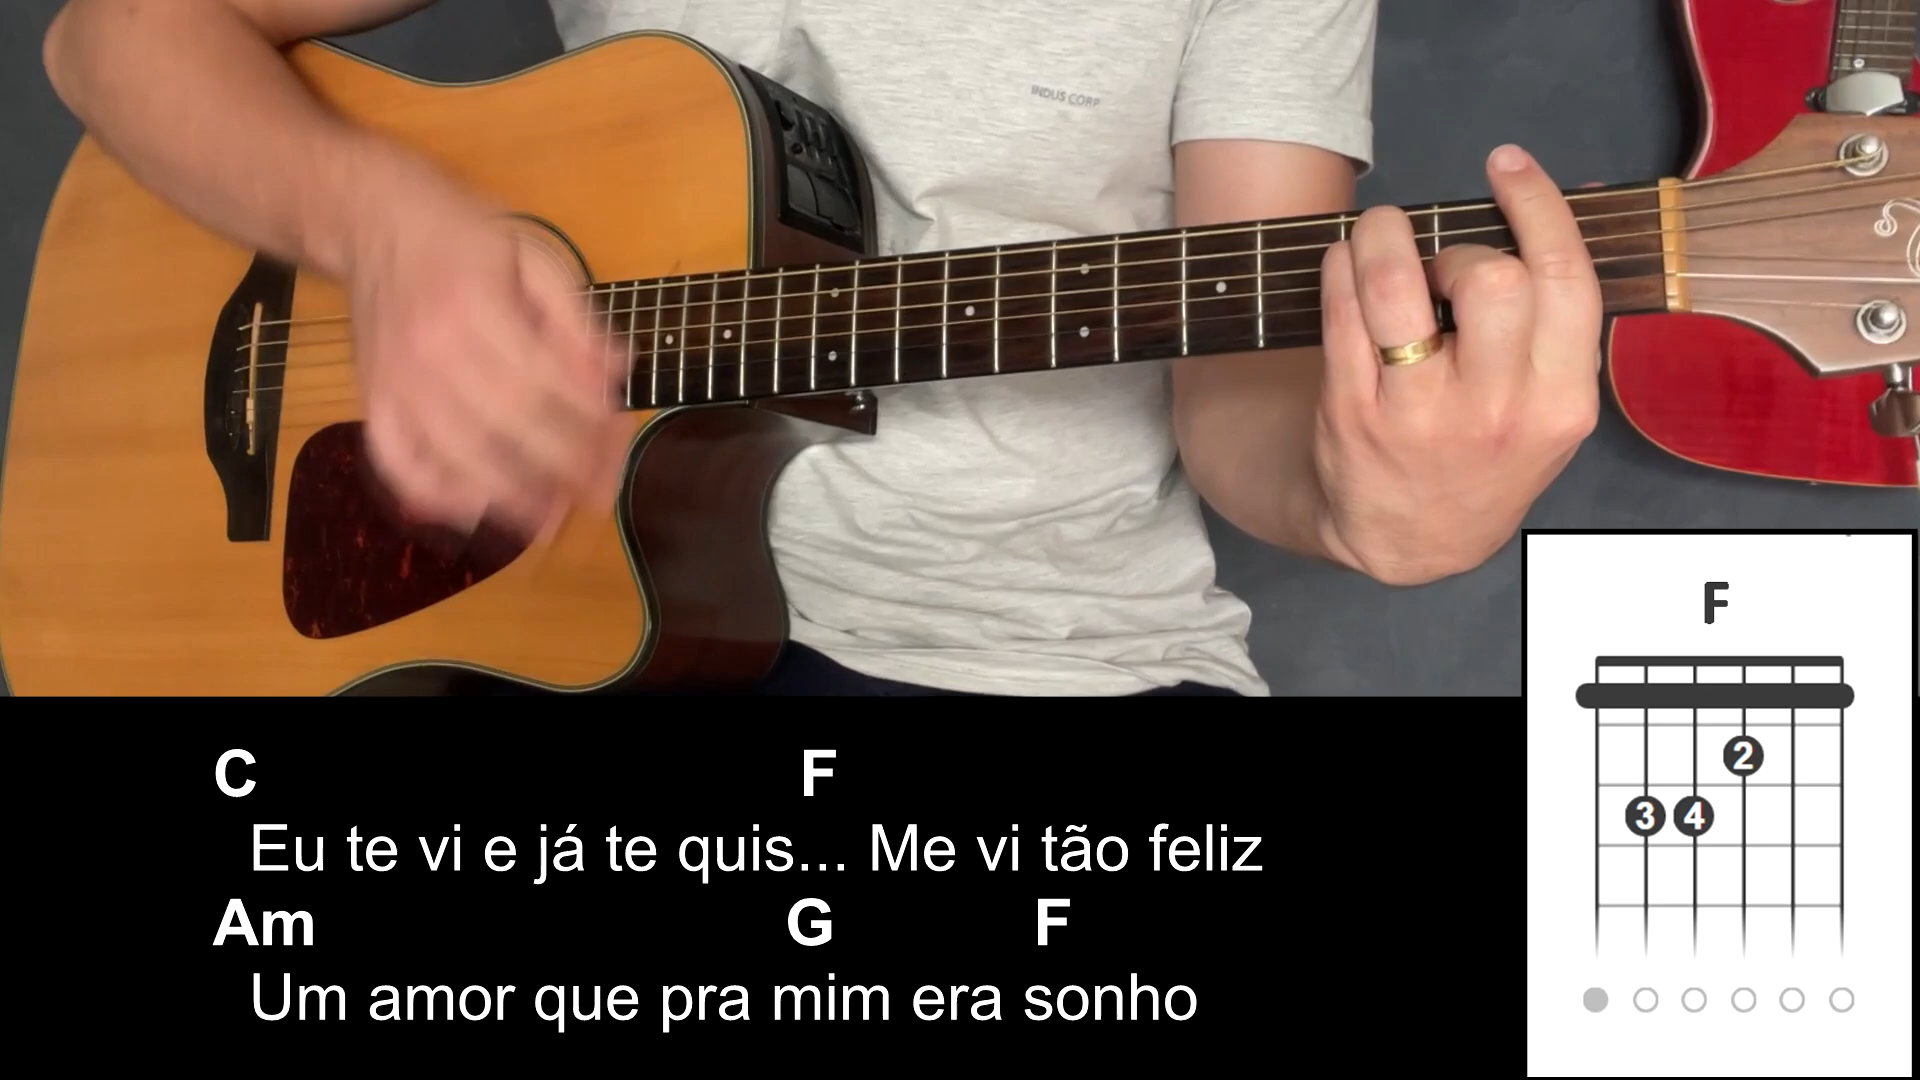 INDUS CORP
F
2
3 4
C F
Eu te vi e já te quis... Me vi tão feliz
Am G F
Um amor que pra mim era sonho